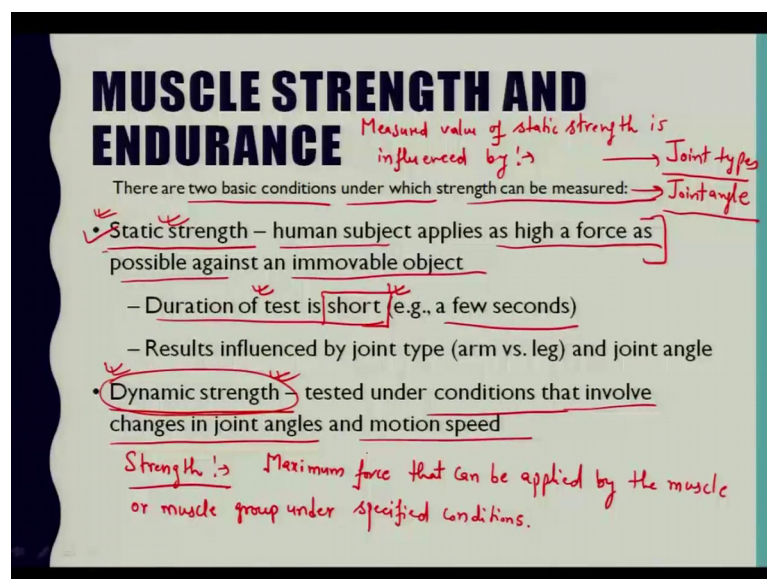 MUSCLE STRENGTH AND
ENDURANCE
Measured value of static strength is
influenced by :→ → Joint types
There are two basic conditions under which strength can be measured: → Joint angle
• Static strength – human subject applies as high a force as
possible against an immovable object
– Duration of test is short (e.g., a few seconds)
– Results influenced by joint type (arm vs. leg) and joint angle
• Dynamic strength – tested under conditions that involve
changes in joint angles and motion speed
Strength :→ Maximum force that can be applied by the muscle
or muscle group under specified conditions.